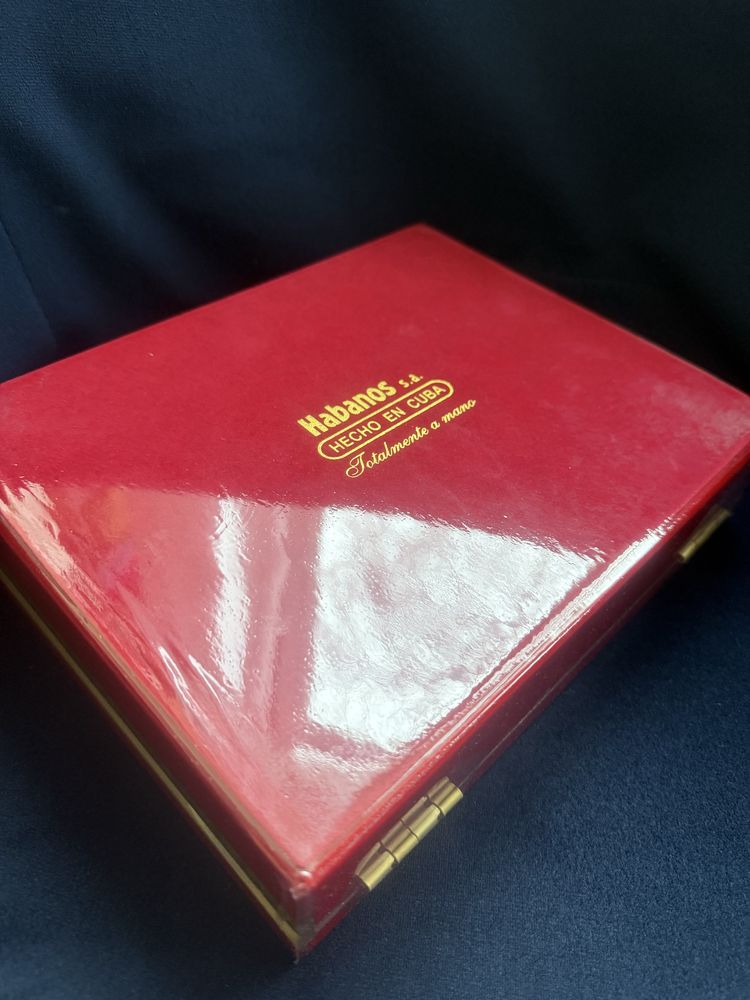 Habanos s.a.
HECHO EN CUBA
Totalmente a mano